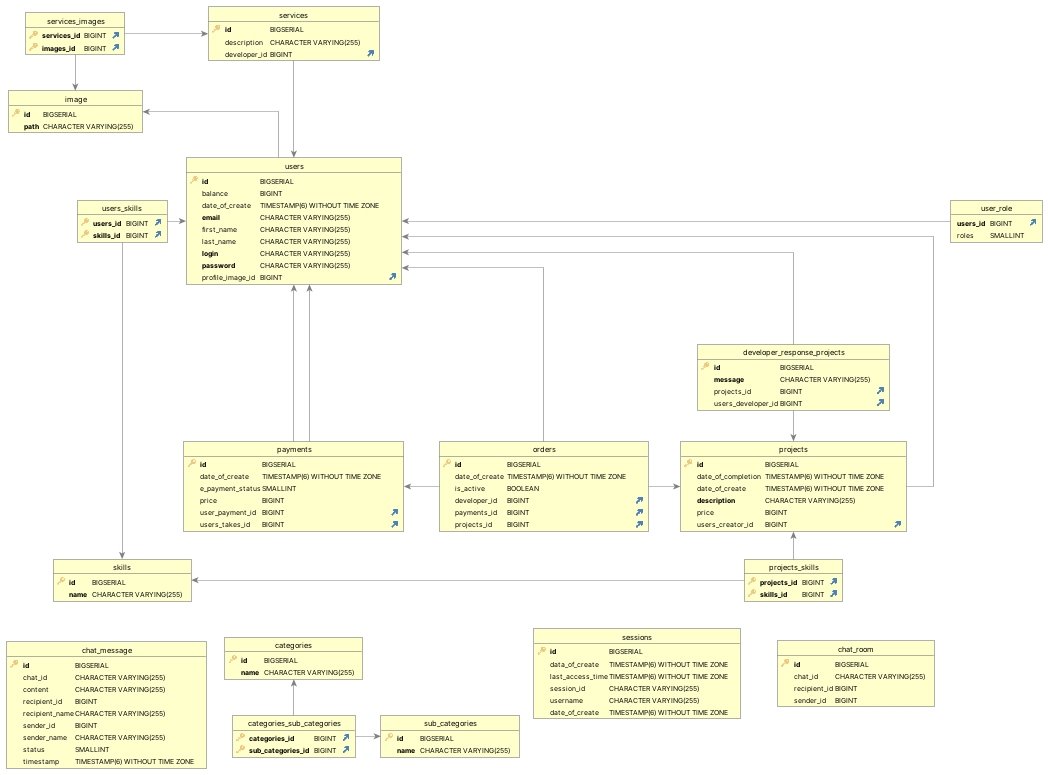 services_images
services_id BIGINT
images_id BIGINT
services
id BIGSERIAL
description CHARACTER VARYING(255)
developer_id BIGINT
image
id BIGSERIAL
path CHARACTER VARYING(255)
users
id BIGSERIAL
balance BIGINT
date_of_create TIMESTAMP(6) WITHOUT TIME ZONE
email CHARACTER VARYING(255)
first_name CHARACTER VARYING(255)
last_name CHARACTER VARYING(255)
login CHARACTER VARYING(255)
password CHARACTER VARYING(255)
profile_image_id BIGINT
users_skills
users_id BIGINT
skills_id BIGINT
user_role
users_id BIGINT
roles SMALLINT
developer_response_projects
id BIGSERIAL
message CHARACTER VARYING(255)
projects_id BIGINT
users_developer_id BIGINT
payments
id BIGSERIAL
date_of_create TIMESTAMP(6) WITHOUT TIME ZONE
e_payment_status SMALLINT
price BIGINT
user_payment_id BIGINT
users_takes_id BIGINT
orders
id BIGSERIAL
date_of_create TIMESTAMP(6) WITHOUT TIME ZONE
is_active BOOLEAN
developer_id BIGINT
payments_id BIGINT
projects_id BIGINT
projects
id BIGSERIAL
date_of_completion TIMESTAMP(6) WITHOUT TIME ZONE
date_of_create TIMESTAMP(6) WITHOUT TIME ZONE
description CHARACTER VARYING(255)
price BIGINT
users_creator_id BIGINT
skills
id BIGSERIAL
name CHARACTER VARYING(255)
projects_skills
projects_id BIGINT
skills_id BIGINT
chat_message
id BIGSERIAL
chat_id CHARACTER VARYING(255)
content CHARACTER VARYING(255)
recipient_id BIGINT
recipient_name CHARACTER VARYING(255)
sender_id BIGINT
sender_name CHARACTER VARYING(255)
status SMALLINT
timestamp TIMESTAMP(6) WITHOUT TIME ZONE
categories
id BIGSERIAL
name CHARACTER VARYING(255)
categories_sub_categories
categories_id BIGINT
sub_categories_id BIGINT
sub_categories
id BIGSERIAL
name CHARACTER VARYING(255)
sessions
id BIGSERIAL
data_of_create TIMESTAMP(6) WITHOUT TIME ZONE
last_access_time TIMESTAMP(6) WITHOUT TIME ZONE
session_id CHARACTER VARYING(255)
username CHARACTER VARYING(255)
date_of_create TIMESTAMP(6) WITHOUT TIME ZONE
chat_room
id BIGSERIAL
chat_id CHARACTER VARYING(255)
recipient_id BIGINT
sender_id BIGINT